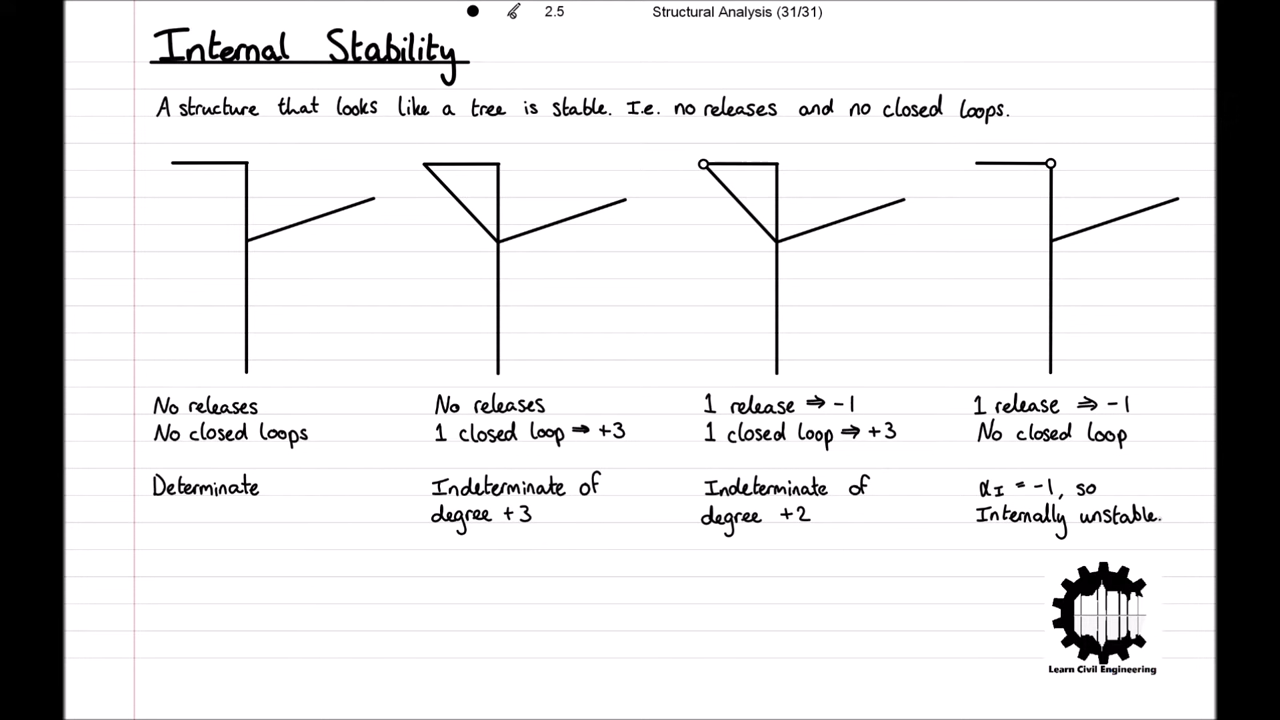 2.5 Structural Analysis (31/31)
Internal Stability
A structure that looks like a tree is stable. I.e. no releases and no closed loops.
No releases
No closed loops
Determinate
No releases
1 closed loop ⇒ +3
Indeterminate of
degree +3
1 release ⇒ -1
1 closed loop ⇒ +3
Indeterminate of
degree +2
1 release ⇒ -1
No closed loop
αI = -1, so
Internally unstable.
Learn Civil Engineering